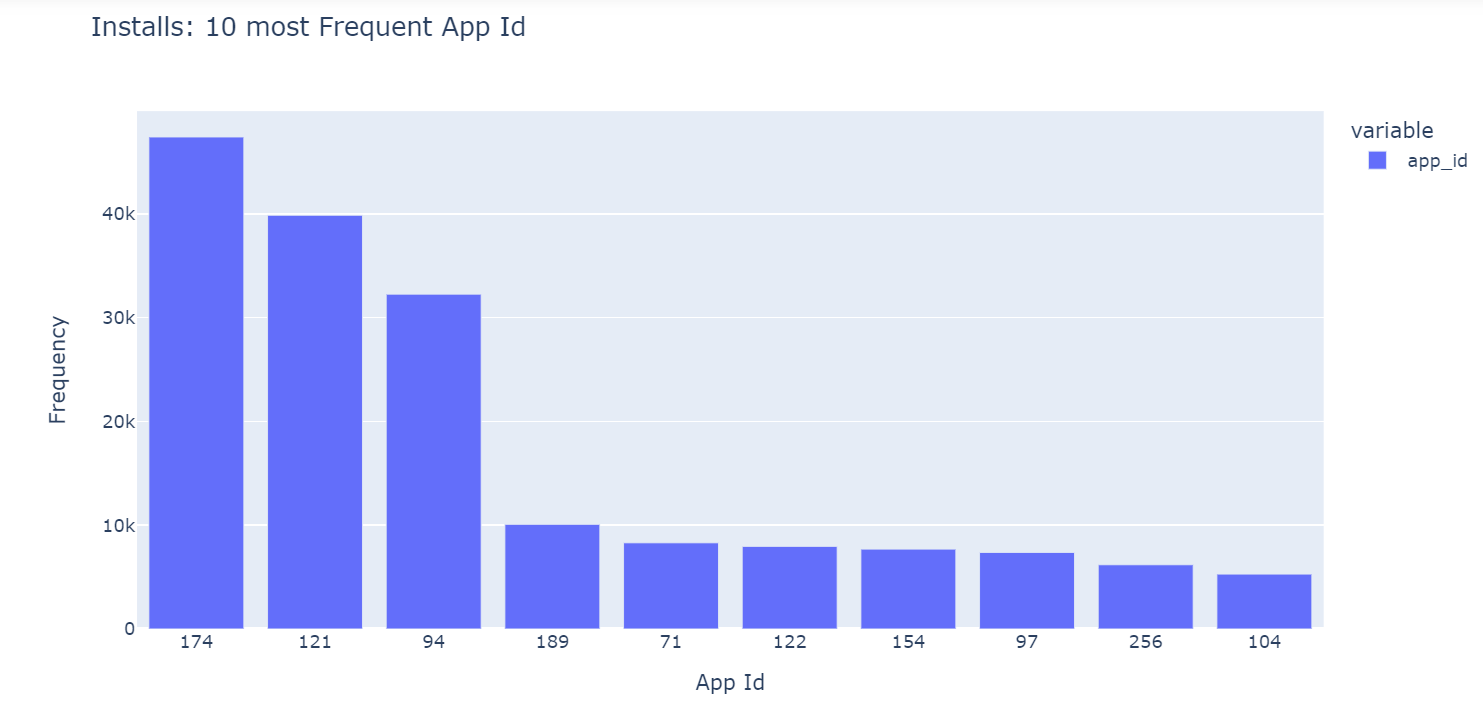 Installs: 10 most Frequent App Id
variable
app_id
40k
30k
20k
10k
0
Frequency
174 121 94 189 71 122 154 97 256 104
App Id